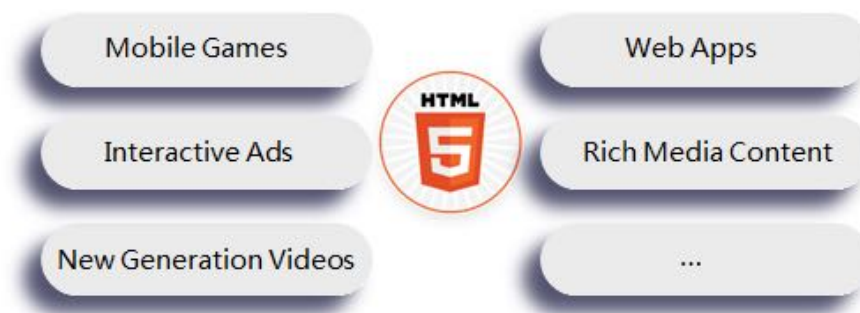 Mobile Games
Web Apps
HTML
5
Interactive Ads
Rich Media Content
New Generation Videos
...